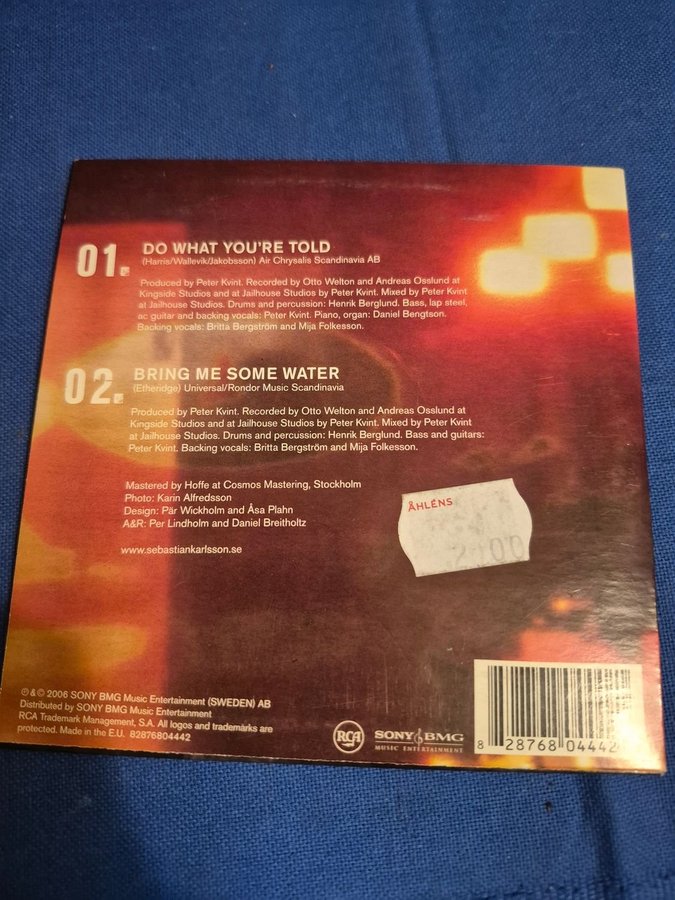 01. DO WHAT YOU'RE TOLD
(Harris/Wallevik/Jakobsson) Air Chrysalis Scandinavia AB
Produced by Peter Kvint. Recorded by Otto Welton and Andreas Osslund at
Kingside Studios and at Jailhouse Studios by Peter Kvint. Mixed by Peter Kvint
at Jailhouse Studios. Drums and percussion: Henrik Berglund. Bass, lap steel,
ac guitar and backing vocals: Peter Kvint. Piano, organ: Daniel Bengtson.
Backing vocals: Britta Bergström and Mija Folkesson.
02. BRING ME SOME WATER
(Etheridge) Universal/Rondor Music Scandinavia
Produced by Peter Kvint. Recorded by Otto Welton and Andreas Osslund at
Kingside Studios and at Jailhouse Studios by Peter Kvint. Mixed by Peter Kvint
at Jailhouse Studios. Drums and percussion: Henrik Berglund. Bass and guitars:
Peter Kvint. Backing vocals: Britta Bergström and Mija Folkesson.
Mastered by Hoffe at Cosmos Mastering, Stockholm
Photo: Karin Alfredsson
Design: Pär Wickholm and Åsa Plahn
A&R: Per Lindholm and Daniel Breitholtz
www.sebastiankarlsson.se
ÅHLÉNS
℗ & © 2006 SONY BMG Music Entertainment (SWEDEN) AB
Distributed by SONY BMG Music Entertainment
RCA Trademark Management, S.A. All logos and trademarks are
protected. Made in the E.U. 82876804442
RCA
SONY BMG
MUSIC ENTERTAINMENT
8 28768 04442